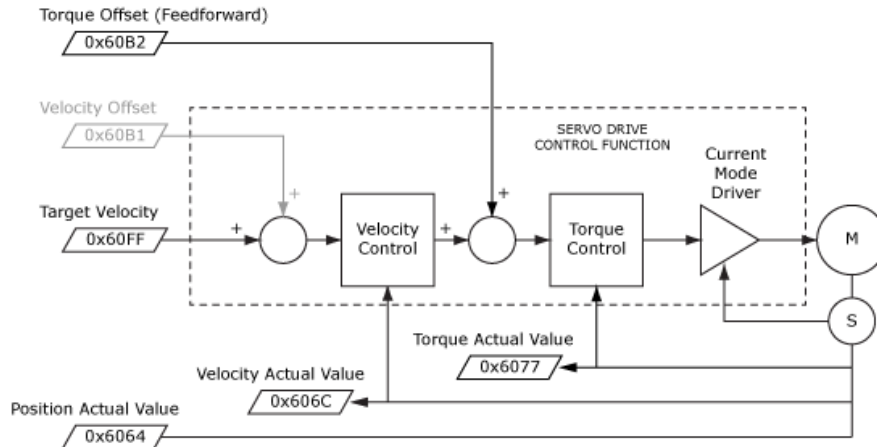 Torque Offset (Feedforward)
0x60B2
Velocity Offset
0x60B1
SERVO DRIVE
CONTROL FUNCTION
Current
Mode
Driver
+
+
Target Velocity
0x60FF
+
Velocity
Control
+
Torque
Control
M
S
Torque Actual Value
0x6077
Velocity Actual Value
0x606C
Position Actual Value
0x6064